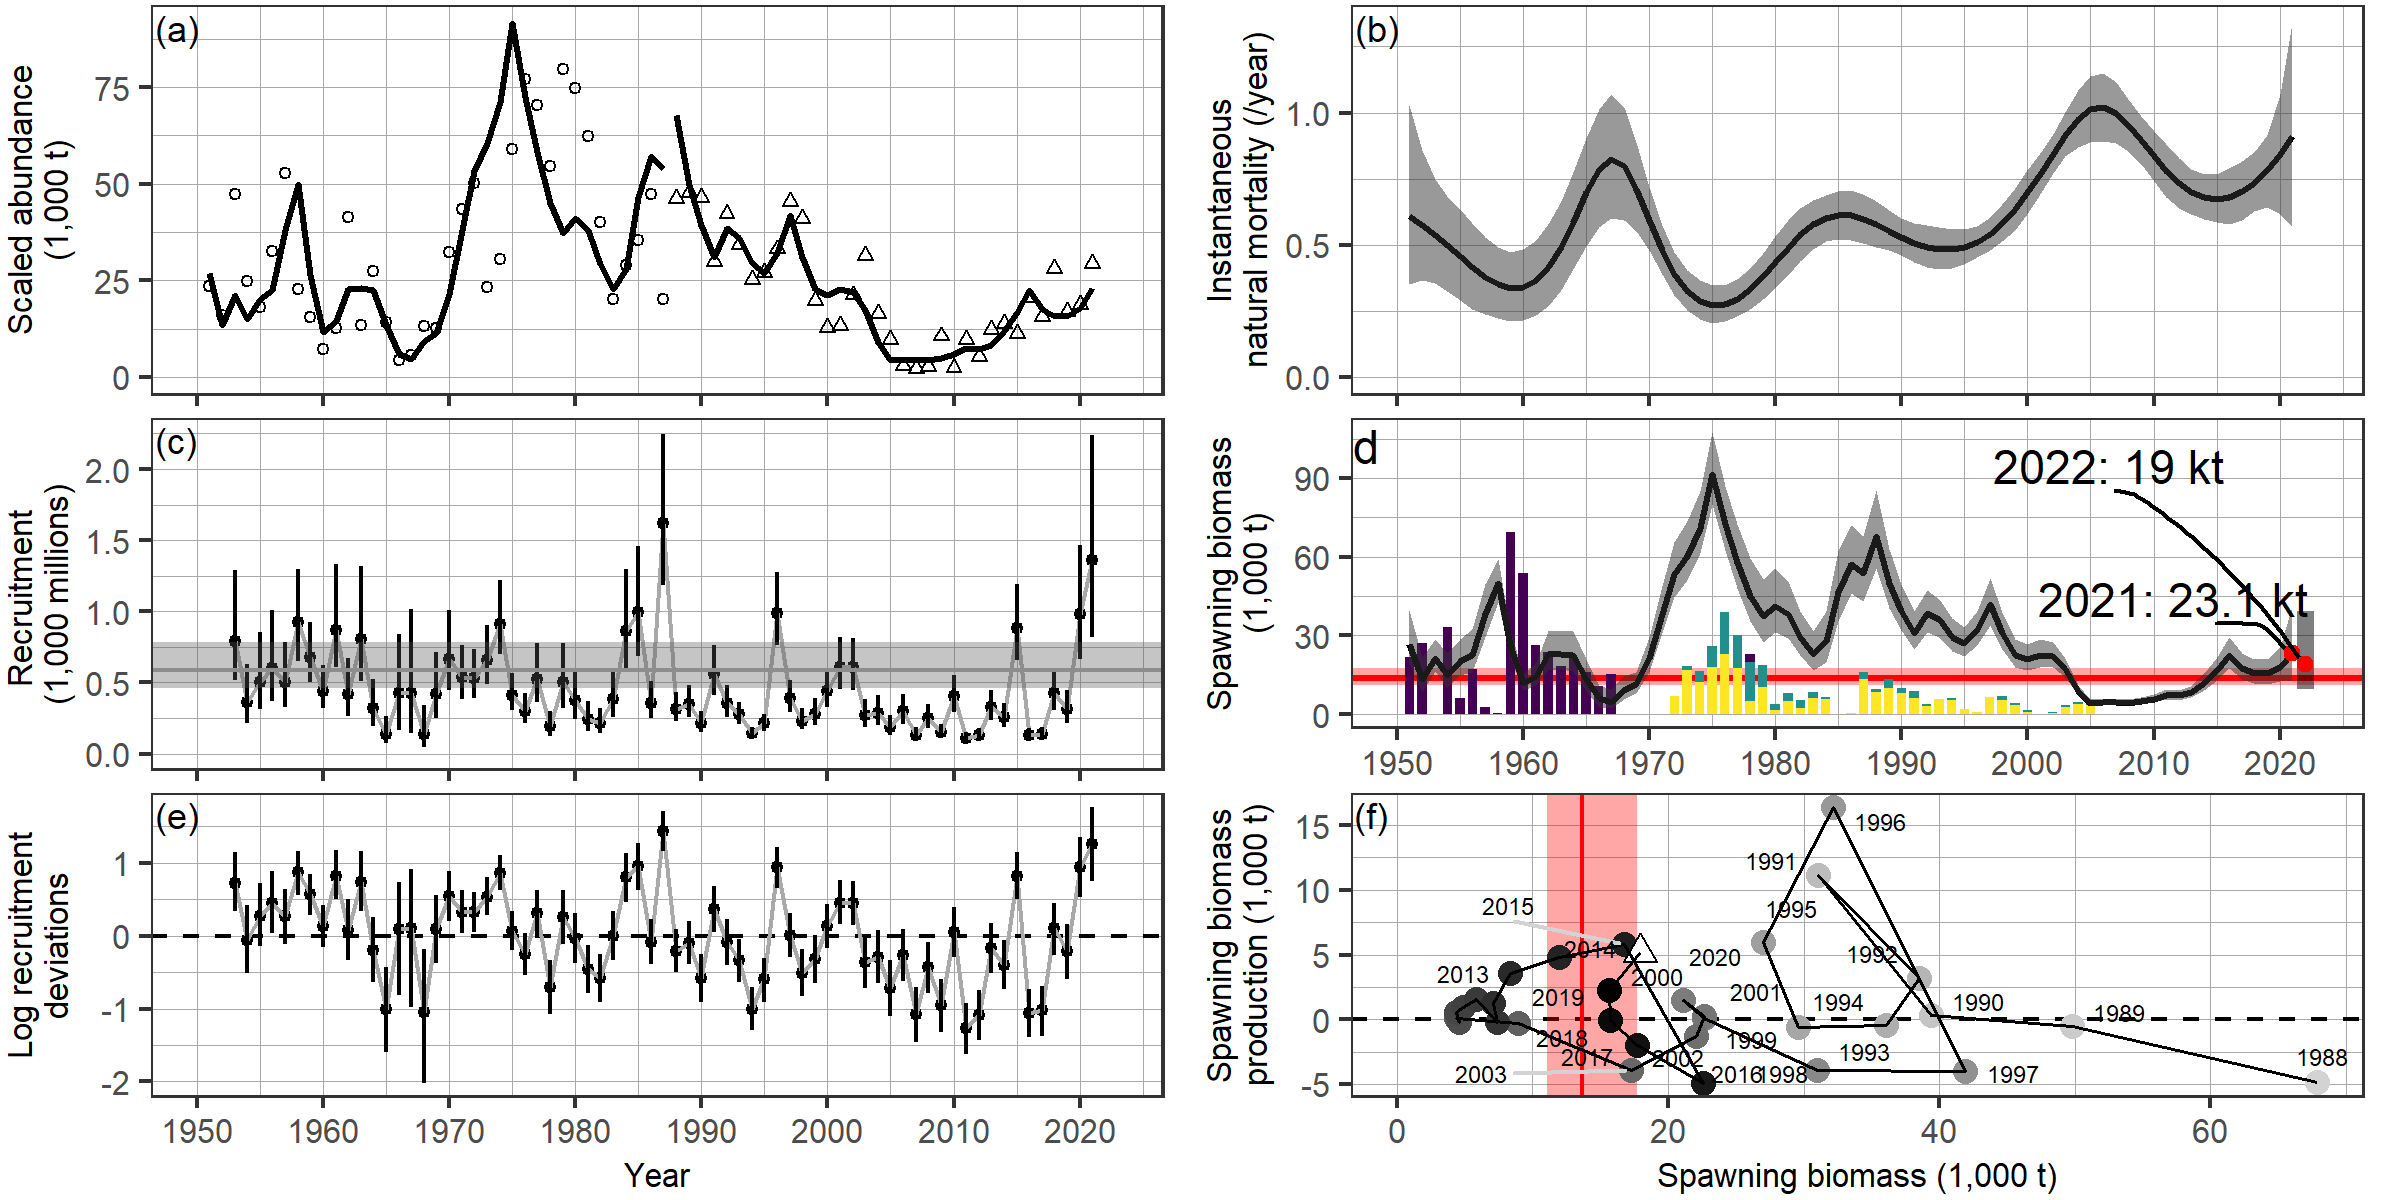 (a)
Scaled abundance
(1,000 t)
75
50
25
0
(b)
Instantaneous
natural mortality (/year)
1.0
0.5
0.0
(c)
Recruitment
(1,000 millions)
2.0
1.5
1.0
0.5
0.0
d
Spawning biomass
(1,000 t)
90
60
30
0
2022: 19 kt
2021: 23.1 kt
1950 1960 1970 1980 1990 2000 2010 2020
(e)
Log recruitment
deviations
1
0
-1
-2
1950 1960 1970 1980 1990 2000 2010 2020
Year
(f)
Spawning biomass
production (1,000 t)
15
10
5
0
-5
1996
1991
2015
1995
2014
1992
2020
2013
2000
2019
2001
1994
1990
1989
2018
1999
2017
2002
1993
1988
2003
2016
1998
1997
0 20 40 60
Spawning biomass (1,000 t)